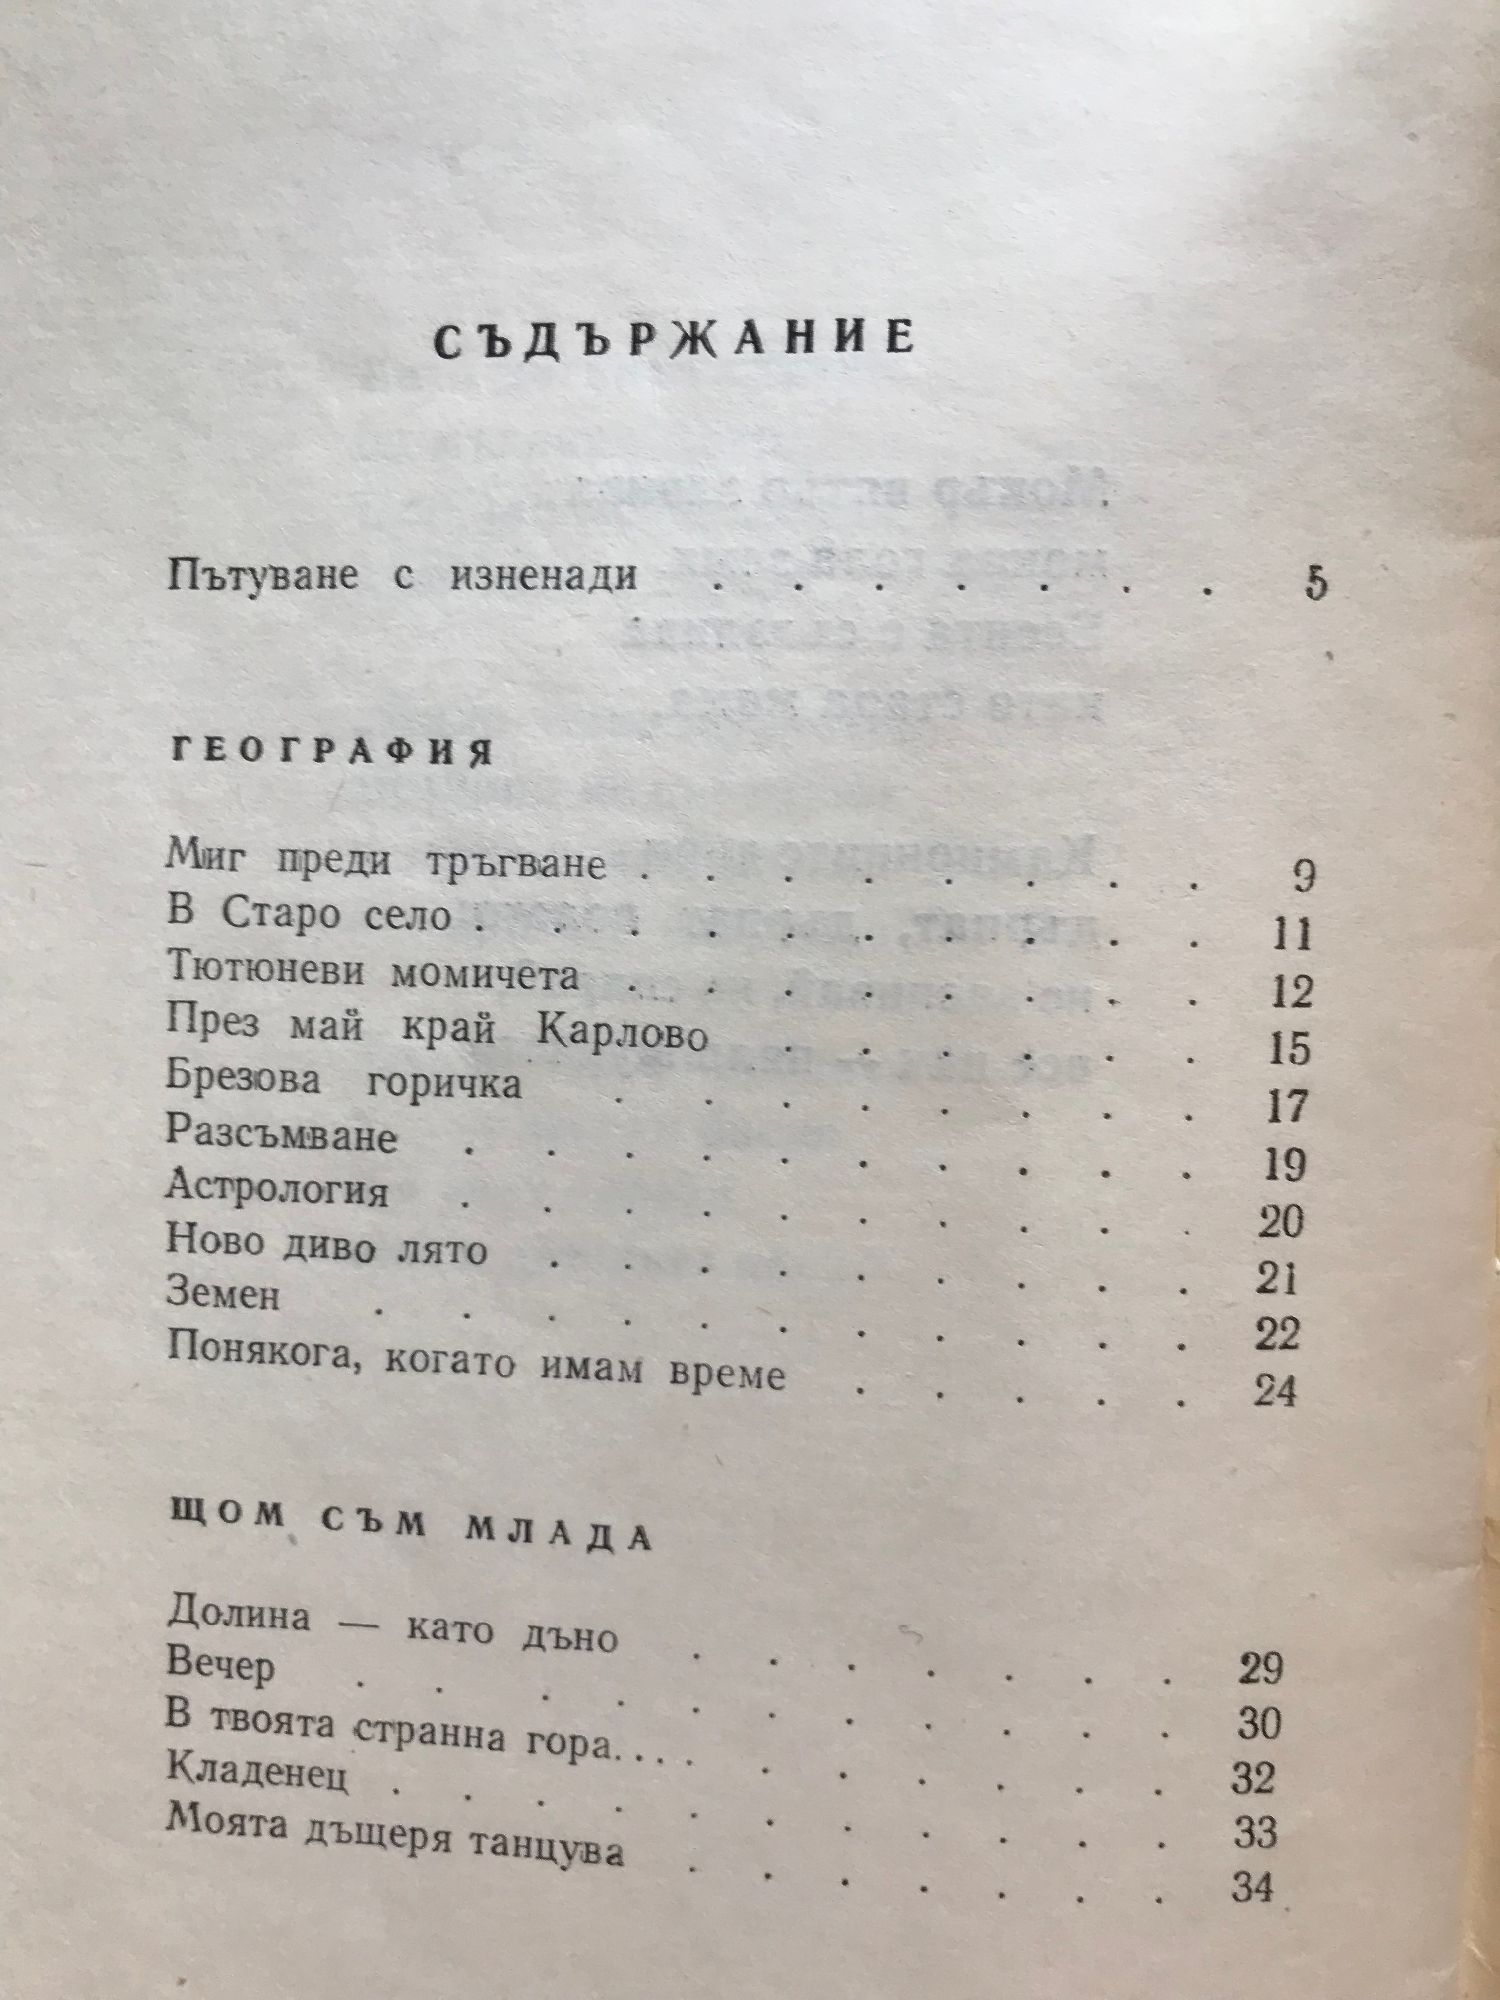 СЪДЪРЖАНИЕ
Пътуване с изненади . . . . . . . 5
ГЕОГРАФИЯ
Миг преди тръгване . . . . . . . . 9
В Старо село . . . . . . . . . . 11
Тютюневи момичета . . . . . . . . 12
През май край Карлово . . . . . . 15
Брезова горичка . . . . . . . . 17
Разсъмване . . . . . . . . . . 19
Астрология . . . . . . . . . . 20
Ново диво лято . . . . . . . . . 21
Земен . . . . . . . . . . . 22
Понякога, когато имам време . . . . . 24
ЩОМ СЪМ МЛАДА
Долина — като дъно . . . . . . . 29
Вечер . . . . . . . . . . . 30
В твоята странна гора. . . . . . . . . . 32
Кладенец . . . . . . . . . . . 33
Моята дъщеря танцува . . . . . . . 34